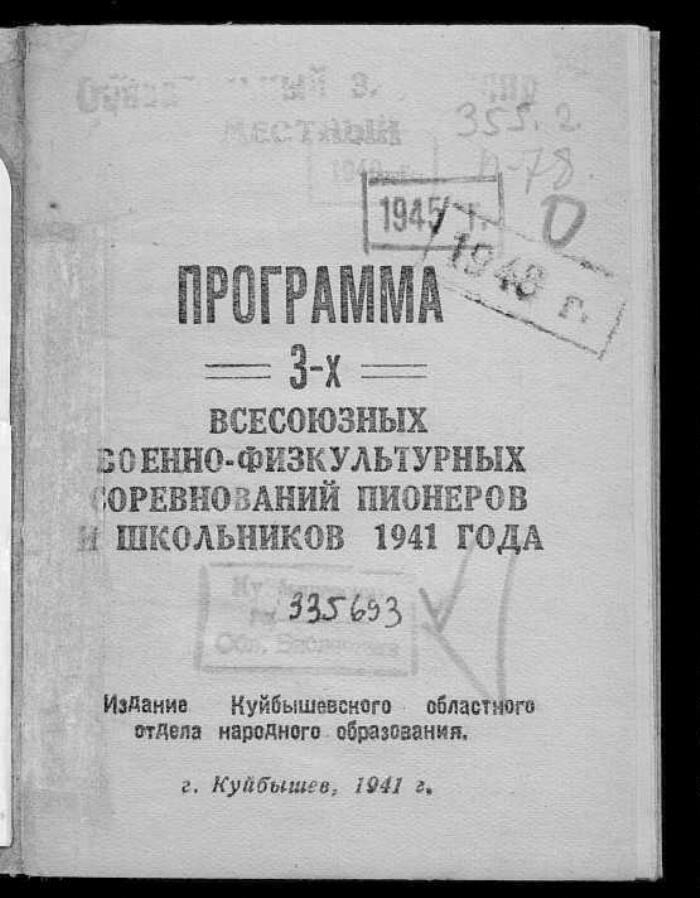 МЕСТНЫЙ
355.2
П-78.
1945 г.
0
1948 г.
ПРОГРАММА
3-х
ВСЕСОЮЗНЫХ
ВОЕННО-ФИЗКУЛЬТУРНЫХ
СОРЕВНОВАНИЙ ПИОНЕРОВ
И ШКОЛЬНИКОВ 1941 ГОДА
335693
Обл. Библиотека
Издание Куйбышевского областного
отдела народного образования.
г. Куйбышев, 1941 г.